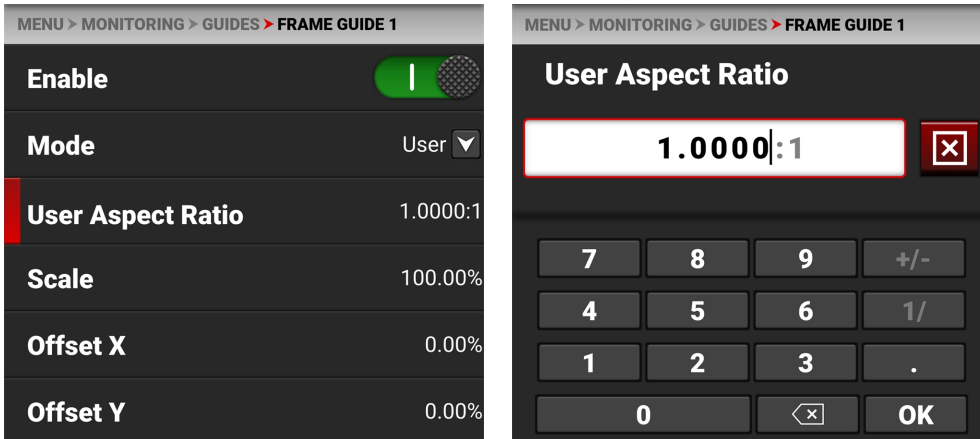 MENU > MONITORING > GUIDES > FRAME GUIDE 1
Enable
Mode User
User Aspect Ratio 1.0000:1
Scale 100.00%
Offset X 0.00%
Offset Y 0.00%
MENU > MONITORING > GUIDES > FRAME GUIDE 1
User Aspect Ratio
1.0000:1
7 8 9 +/-
4 5 6 1/
1 2 3 .
0 OK